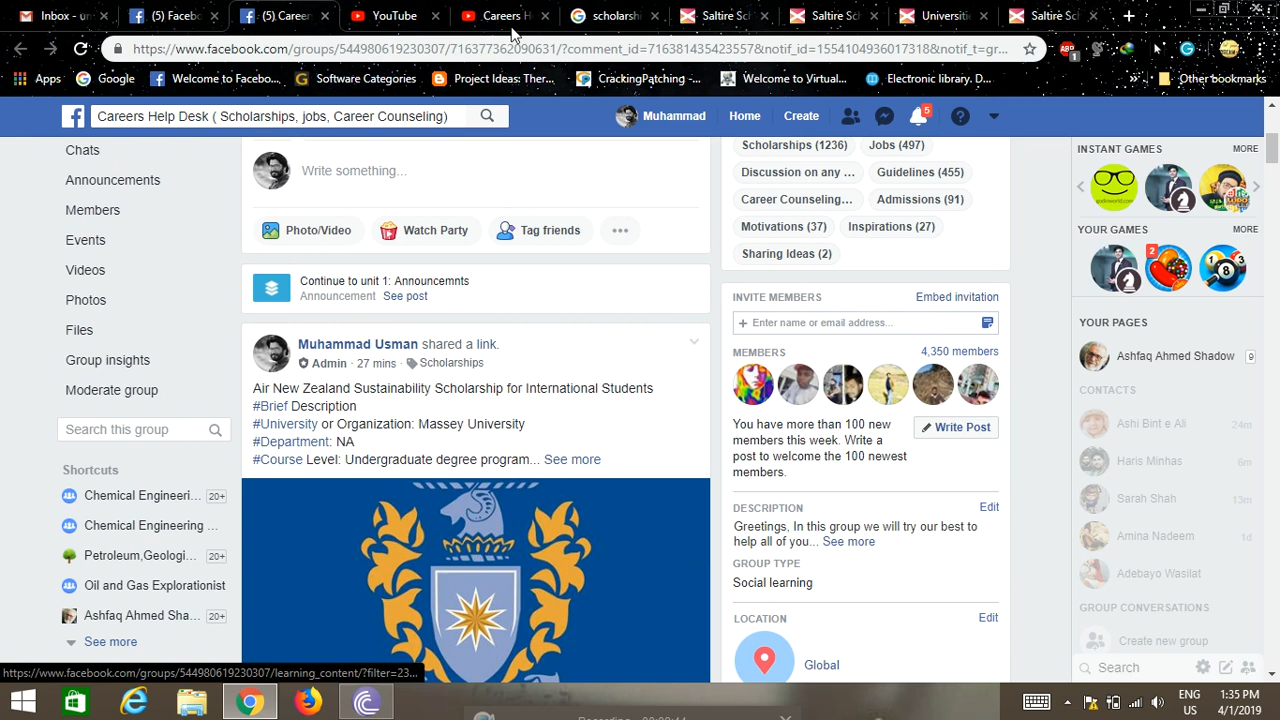 Inbox - u
(5) Facebo
(5) Career
YouTube
Careers H
scholarsh
Saltire Sc
Saltire Sc
Universiti
Saltire Sc
https://www.facebook.com/groups/544980619230307/716377362090631/?comment_id=716381435423557&notif_id=1554104936017318&notif_t=gr...
Apps
Google
Welcome to Facebo...
Software Categories
Project Ideas: Ther...
CrackingPatching -...
Welcome to Virtual...
Electronic library. D...
Other bookmarks
Careers Help Desk ( Scholarships, jobs, Career Counseling)
Muhammad
Home
Create
5
Chats
Announcements
Members
Events
Videos
Photos
Files
Group insights
Moderate group
Search this group
Shortcuts
Chemical Engineeri... 20+
Chemical Engineering ...
Petroleum,Geologi... 20+
Oil and Gas Explorationist
Ashfaq Ahmed Sha... 20+
See more
Write something...
Photo/Video
Watch Party
Tag friends
Continue to unit 1: Announcemnts
Announcement See post
Muhammad Usman shared a link.
Admin · 27 mins · Scholarships
Air New Zealand Sustainability Scholarship for International Students
#Brief Description
#University or Organization: Massey University
#Department: NA
#Course Level: Undergraduate degree program... See more
Scholarships (1236)
Jobs (497)
Discussion on any ...
Guidelines (455)
Career Counseling...
Admissions (91)
Motivations (37)
Inspirations (27)
Sharing Ideas (2)
INVITE MEMBERS
Embed invitation
+ Enter name or email address...
MEMBERS
4,350 members
You have more than 100 new
members this week. Write a
post to welcome the 100 newest
members.
Write Post
DESCRIPTION
Edit
Greetings, In this group we will try our best to
help all of you... See more
GROUP TYPE
Social learning
LOCATION
Edit
Global
INSTANT GAMES
MORE
YOUR GAMES
MORE
2
8
YOUR PAGES
Ashfaq Ahmed Shadow 9
CONTACTS
Ashi Bint e Ali 24m
Haris Minhas 6m
Sarah Shah 13m
Amina Nadeem 1d
Adebayo Wasilat
GROUP CONVERSATIONS
Create new group
Search
https://www.facebook.com/groups/544980619230307/learning_content/?filter=23...
ENG
US
1:35 PM
4/1/2019